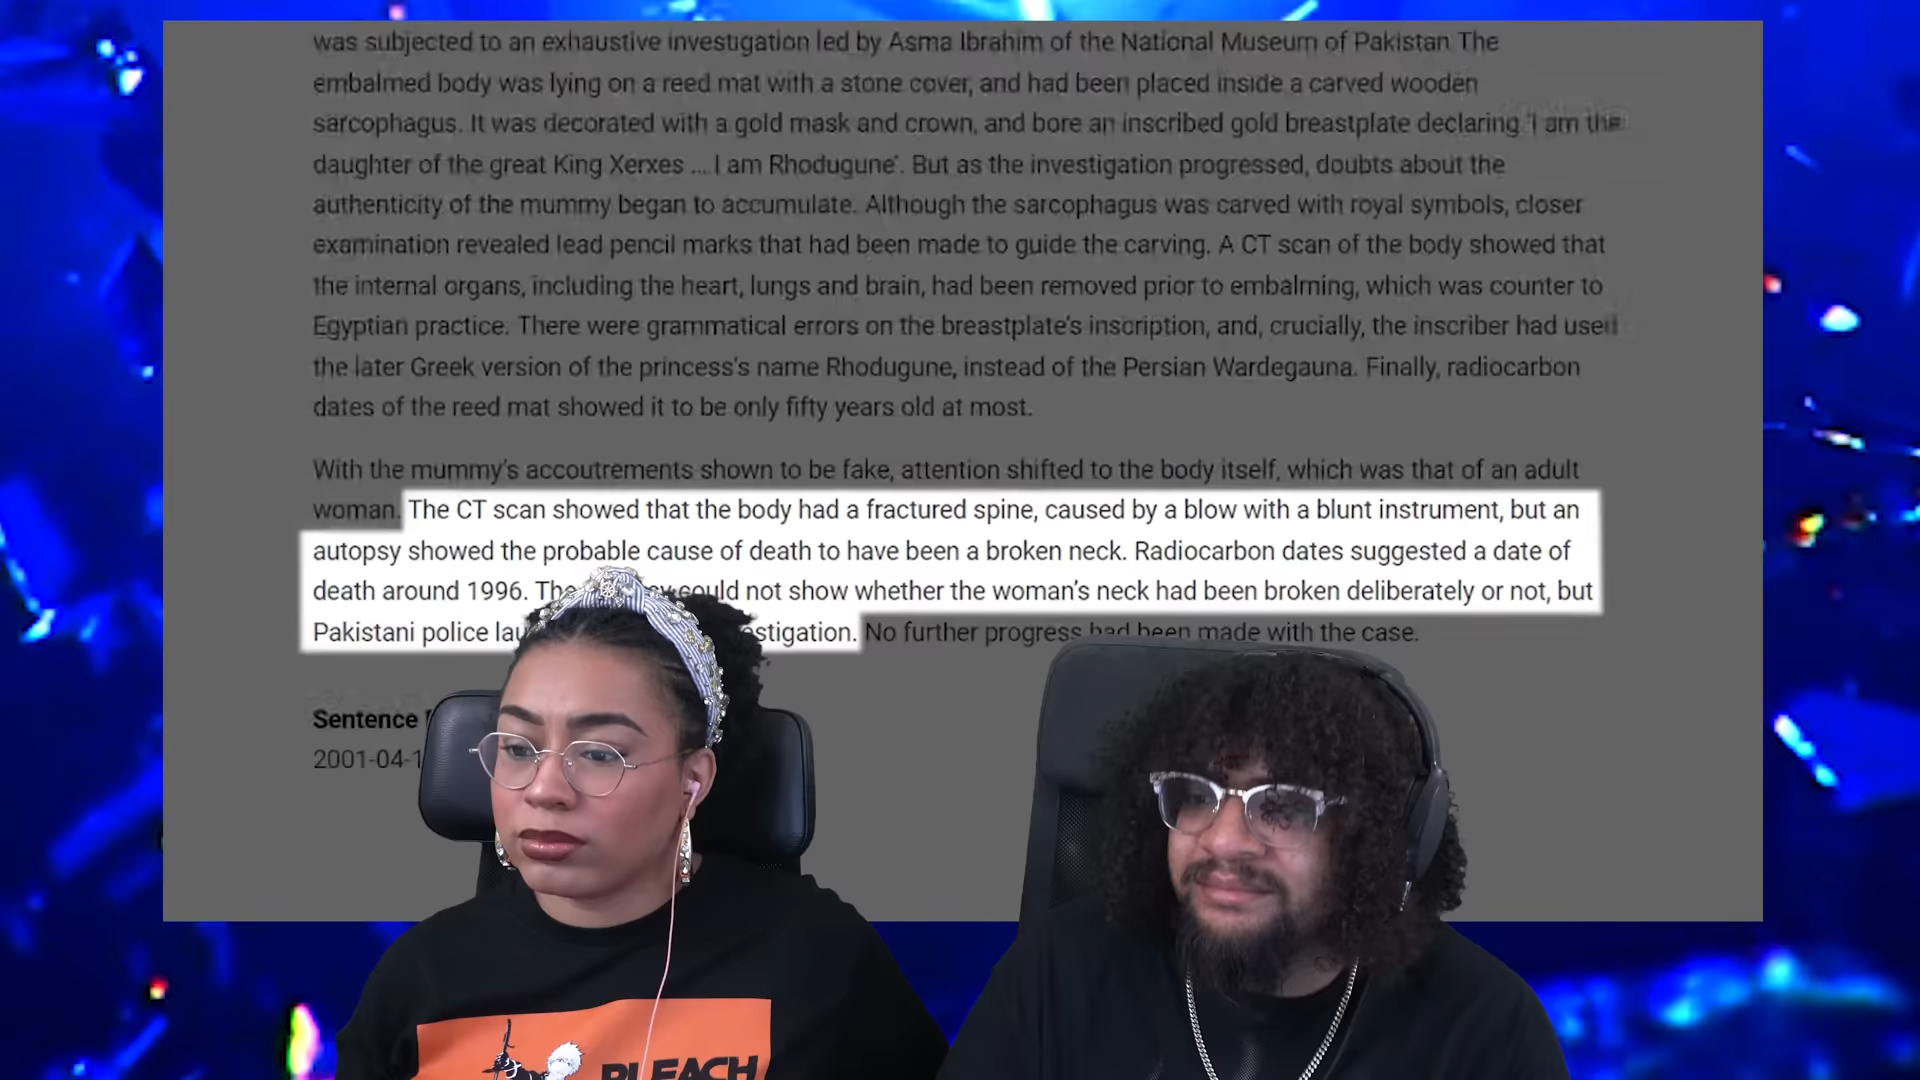 was subjected to an exhaustive investigation led by Asma Ibrahim of the National Museum of Pakistan The
embalmed body was lying on a reed mat with a stone cover, and had been placed inside a carved wooden
sarcophagus. It was decorated with a gold mask and crown, and bore an inscribed gold breastplate declaring 'I am the
daughter of the great King Xerxes ... I am Rhodugune'. But as the investigation progressed, doubts about the
authenticity of the mummy began to accumulate. Although the sarcophagus was carved with royal symbols, closer
examination revealed lead pencil marks that had been made to guide the carving. A CT scan of the body showed that
the internal organs, including the heart, lungs and brain, had been removed prior to embalming, which was counter to
Egyptian practice. There were grammatical errors on the breastplate's inscription, and, crucially, the inscriber had used
the later Greek version of the princess's name Rhodugune, instead of the Persian Wardegauna. Finally, radiocarbon
dates of the reed mat showed it to be only fifty years old at most.
With the mummy's accoutrements shown to be fake, attention shifted to the body itself, which was that of an adult
woman. The CT scan showed that the body had a fractured spine, caused by a blow with a blunt instrument, but an
autopsy showed the probable cause of death to have been a broken neck. Radiocarbon dates suggested a date of
death around 1996. The could not show whether the woman's neck had been broken deliberately or not, but
Pakistani police No further progress had been made with the case.
Sentence
2001-04-1
BLEACH